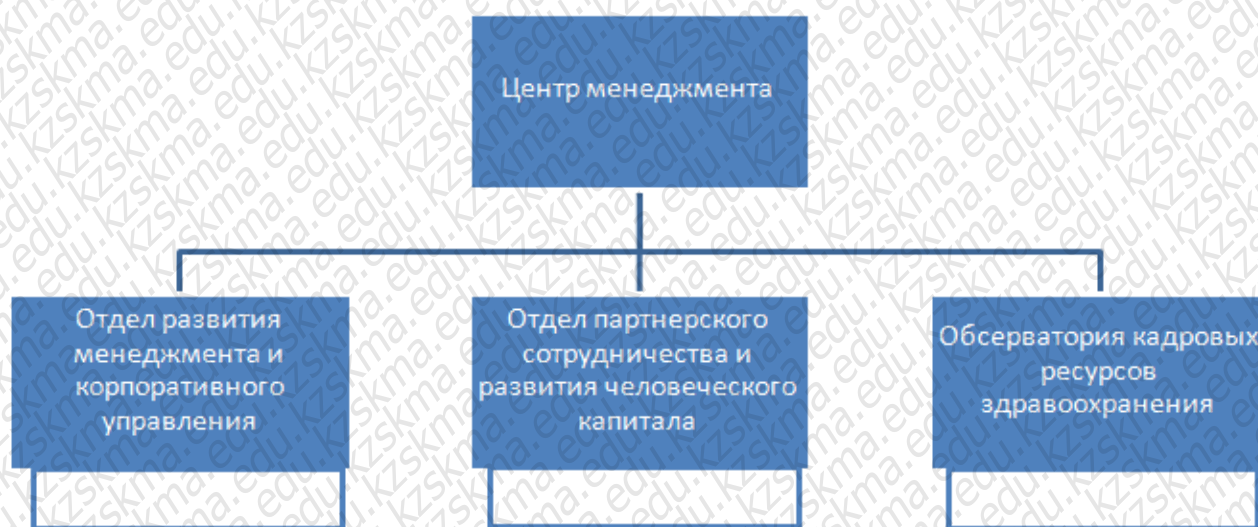 Центр менеджмента
Отдел развития
менеджмента и
корпоративного
управления
Отдел партнерского
сотрудничества и
развития человеческого
капитала
Обсерватория кадровых
ресурсов
здравоохранения